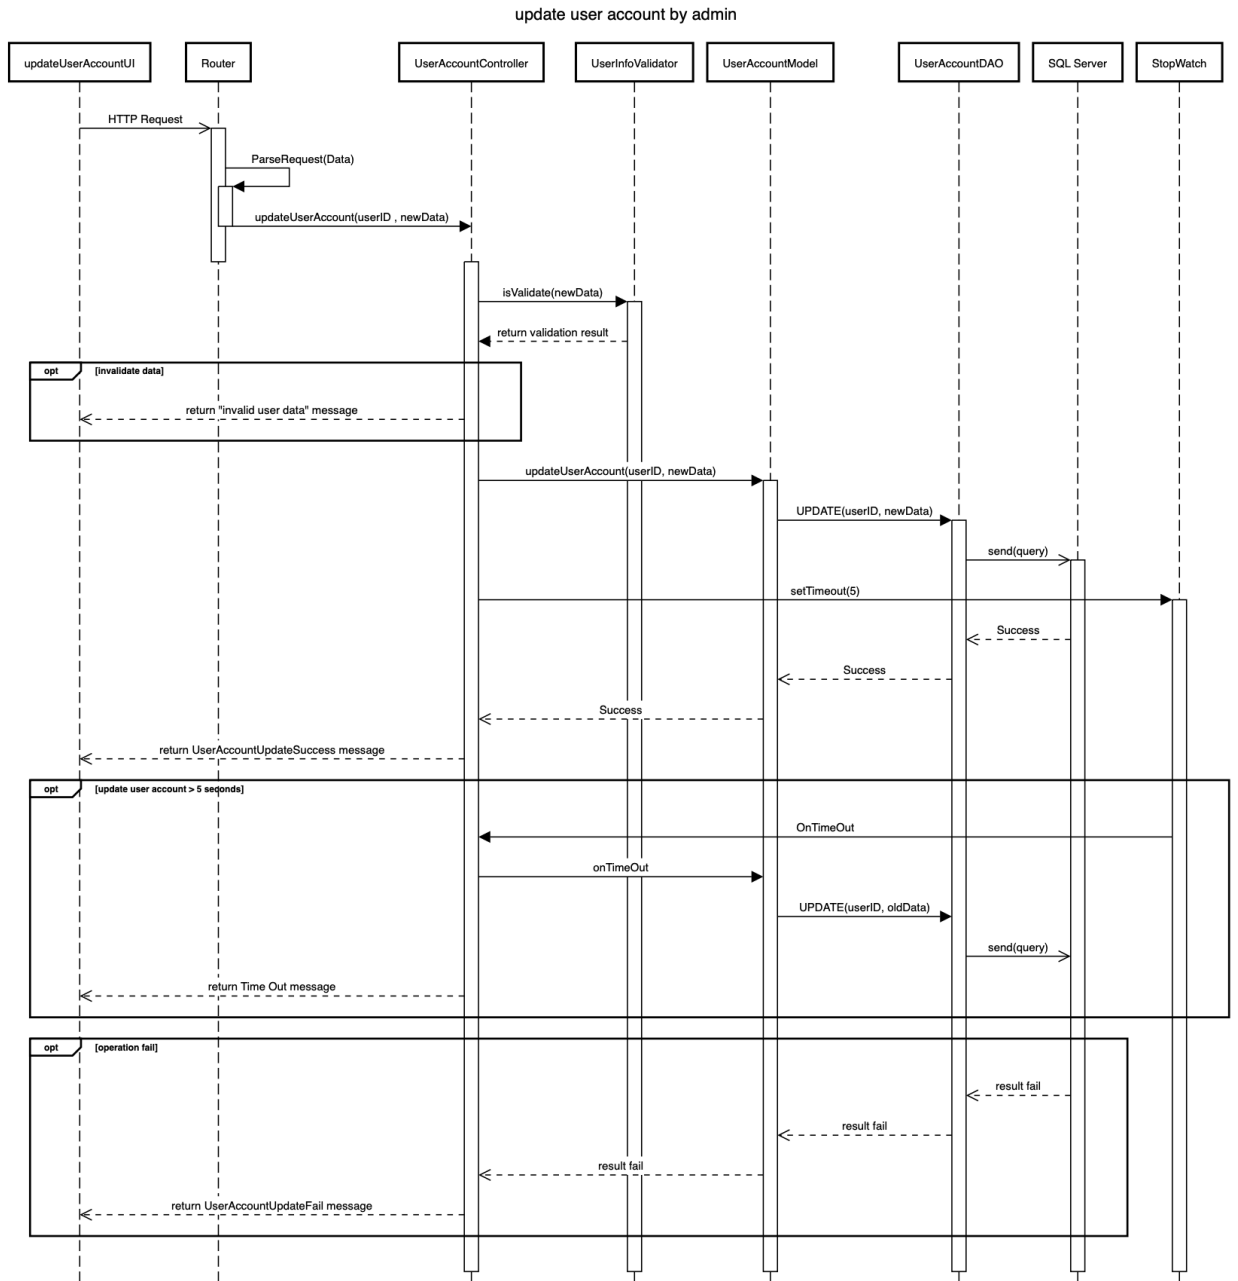 update user account by admin
updateUserAccountUI
Router
UserAccountController
UserInfoValidator
UserAccountModel
UserAccountDAO
SQL Server
StopWatch
HTTP Request
ParseRequest(Data)
updateUserAccount(userID , newData)
isValidate(newData)
return validation result
opt
[invalidate data]
return "invalid user data" message
updateUserAccount(userID, newData)
UPDATE(userID, newData)
send(query)
setTimeout(5)
Success
Success
Success
return UserAccountUpdateSuccess message
opt
[update user account > 5 seconds]
OnTimeOut
onTimeOut
UPDATE(userID, oldData)
send(query)
return Time Out message
opt
[operation fail]
result fail
result fail
result fail
return UserAccountUpdateFail message